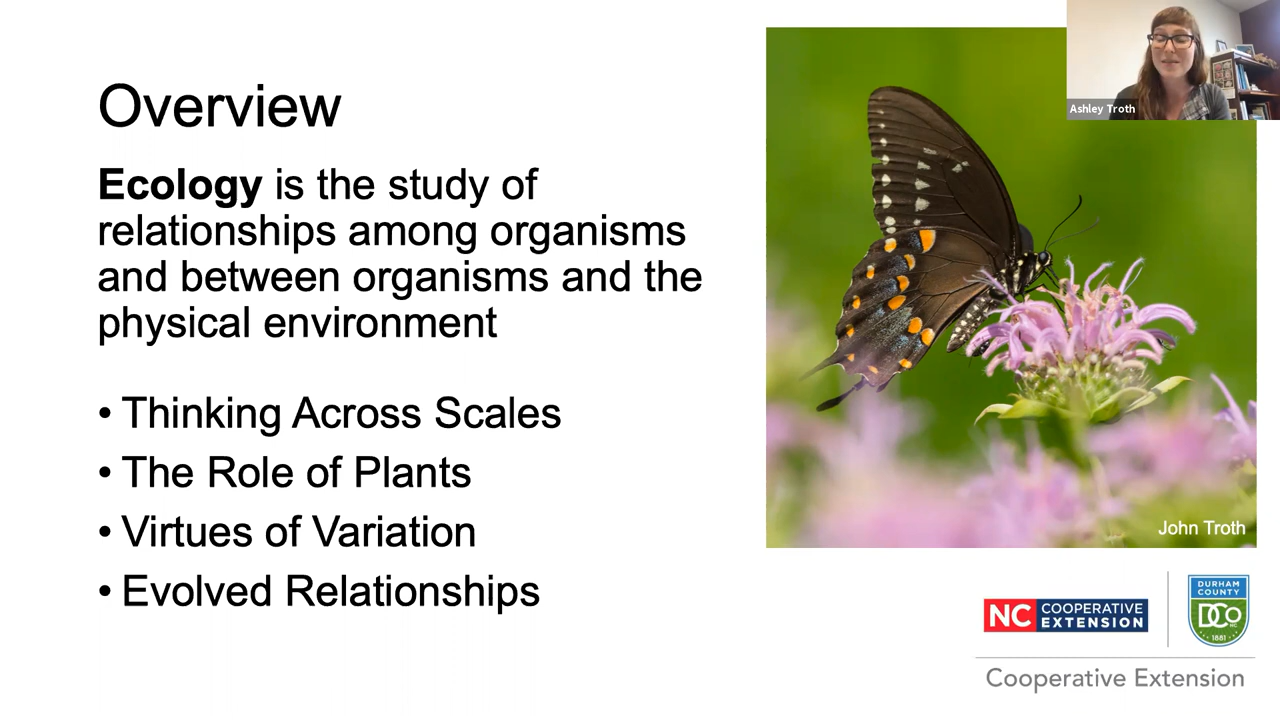 Overview
Ecology is the study of
relationships among organisms
and between organisms and the
physical environment
• Thinking Across Scales
• The Role of Plants
• Virtues of Variation
• Evolved Relationships
Ashley Troth
John Troth
NC COOPERATIVE
EXTENSION
DURHAM
COUNTY
DCo
NC
1881
Cooperative Extension